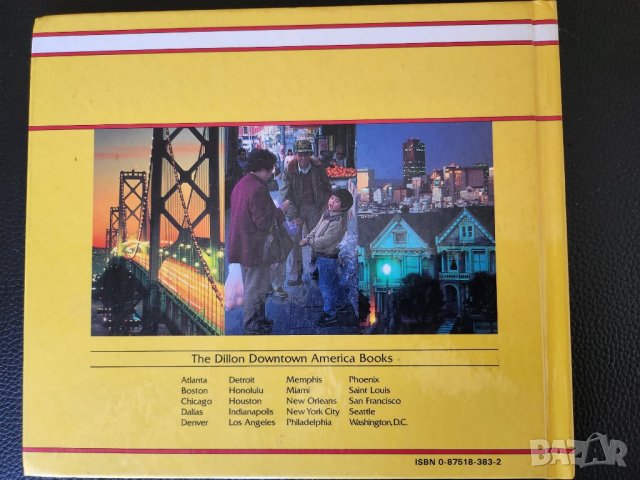 The Dillon Downtown America Books
Atlanta Detroit Memphis Phoenix
Boston Honolulu Miami Saint Louis
Chicago Houston New Orleans San Francisco
Dallas Indianapolis New York City Seattle
Denver Los Angeles Philadelphia Washington, D.C.
ISBN 0-87518-383-2
BAZAR